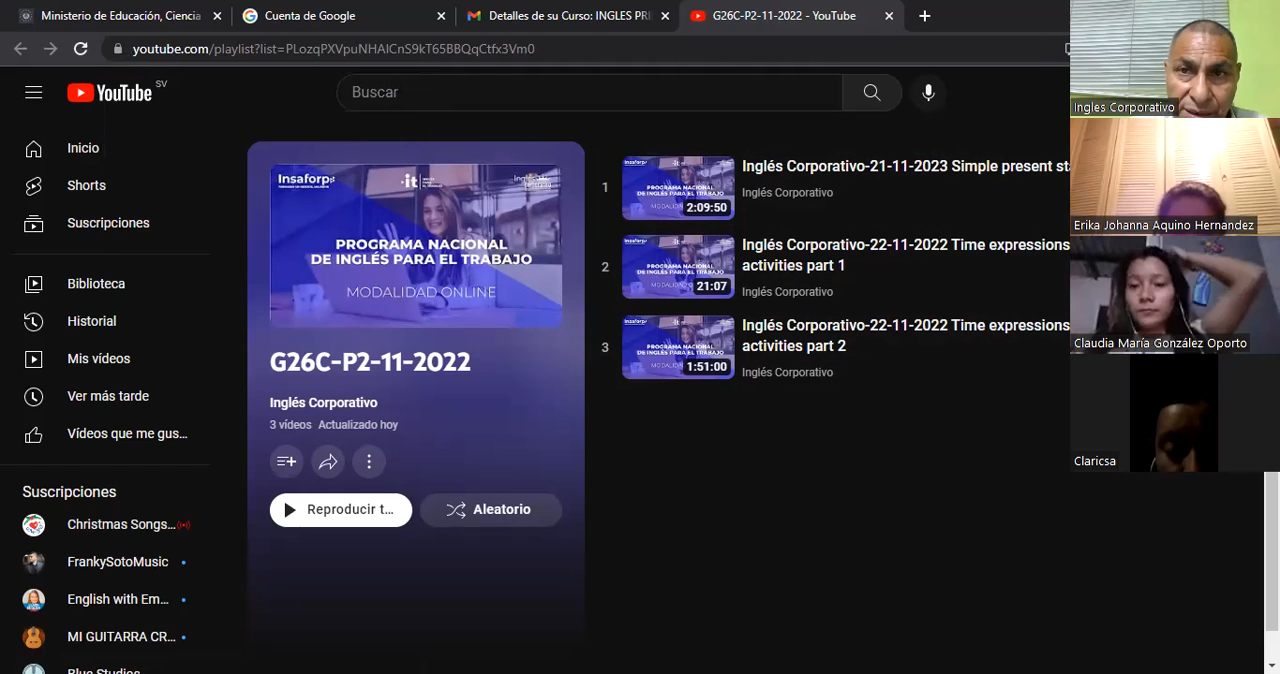 Ministerio de Educación, Ciencia
Cuenta de Google
Detalles de su Curso: INGLES PRI
G26C-P2-11-2022 - YouTube
youtube.com/playlist?list=PLozqPXVpuNHAICnS9kT65BBQqCtfx3Vm0
YouTube SV
Buscar
Inicio
Shorts
Suscripciones
Biblioteca
Historial
Mis vídeos
Ver más tarde
Vídeos que me gus...
Suscripciones
Christmas Songs...
FrankySotoMusic
English with Em...
MI GUITARRA CR...
Blue Studios
Insaforp
it
PROGRAMA NACIONAL
DE INGLÉS PARA EL TRABAJO
MODALIDAD ONLINE
G26C-P2-11-2022
Inglés Corporativo
3 vídeos Actualizado hoy
Reproducir t...
Aleatorio
1
2:09:50
Inglés Corporativo-21-11-2023 Simple present st
Inglés Corporativo
2
21:07
Inglés Corporativo-22-11-2022 Time expressions
activities part 1
Inglés Corporativo
3
1:51:00
Inglés Corporativo-22-11-2022 Time expressions
activities part 2
Inglés Corporativo
Ingles Corporativo
Erika Johanna Aquino Hernandez
Claudia María González Oporto
Claricsa